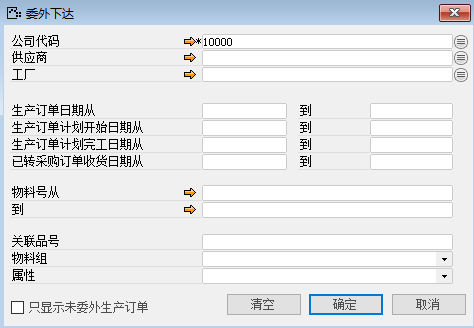 委外下达
公司代码 *10000
供应商
工厂
生产订单日期从 到
生产订单计划开始日期从 到
生产订单计划完工日期从 到
已转采购订单收货日期从 到
物料号从
到
关联品号
物料组
属性
只显示未委外生产订单 清空 确定 取消